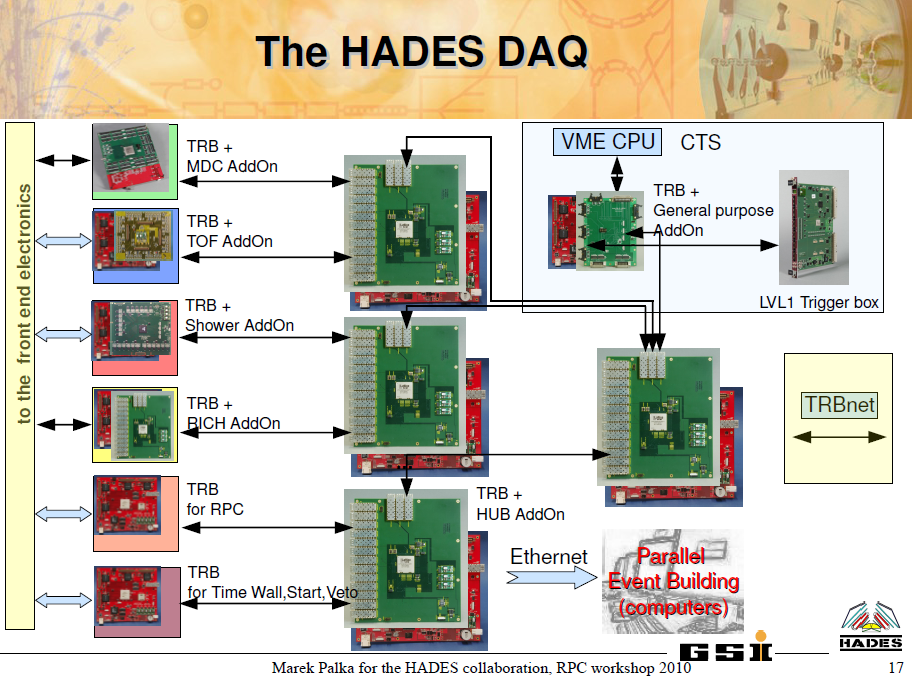 The HADES DAQ
to the front end electronics
TRB +
MDC AddOn
TRB +
TOF AddOn
TRB +
Shower AddOn
TRB +
RICH AddOn
TRB
for RPC
TRB
for Time Wall,Start,Veto
VME CPU
CTS
TRB +
General purpose
AddOn
LVL1 Trigger box
TRBnet
TRB +
HUB AddOn
Ethernet
Parallel
Event Building
(computers)
GSI
HADES
Marek Palka for the HADES collaboration, RPC workshop 2010
17